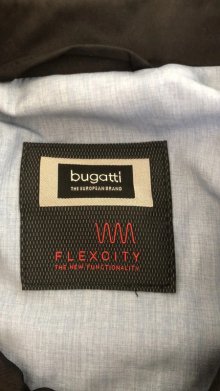 bugatti
THE EUROPEAN BRAND
FLEXCITY
THE NEW FUNCTIONALITY